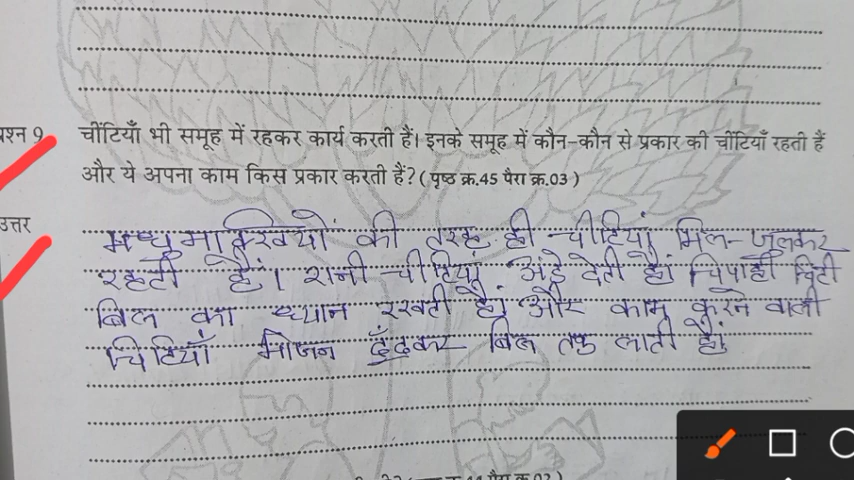 प्रश्न 9 चींटियाँ भी समूह में रहकर कार्य करती हैं। इनके समूह में कौन-कौन से प्रकार की चींटियाँ रहती हैं
और ये अपना काम किस प्रकार करती हैं? ( पृष्ठ क्र.45 पैरा क्र.03 )
उत्तर
मधु माक्खियों की तरह ही चीटियां मिल-जुलकर
रहती हैं। रानी चीटियां अंडे देती हैं। सिपाही चिटी
बिल का ध्यान रखती हैं। और काम करने वाली
चिटियाँ भोजन ढूँढकर बिल तक लाती हैं।